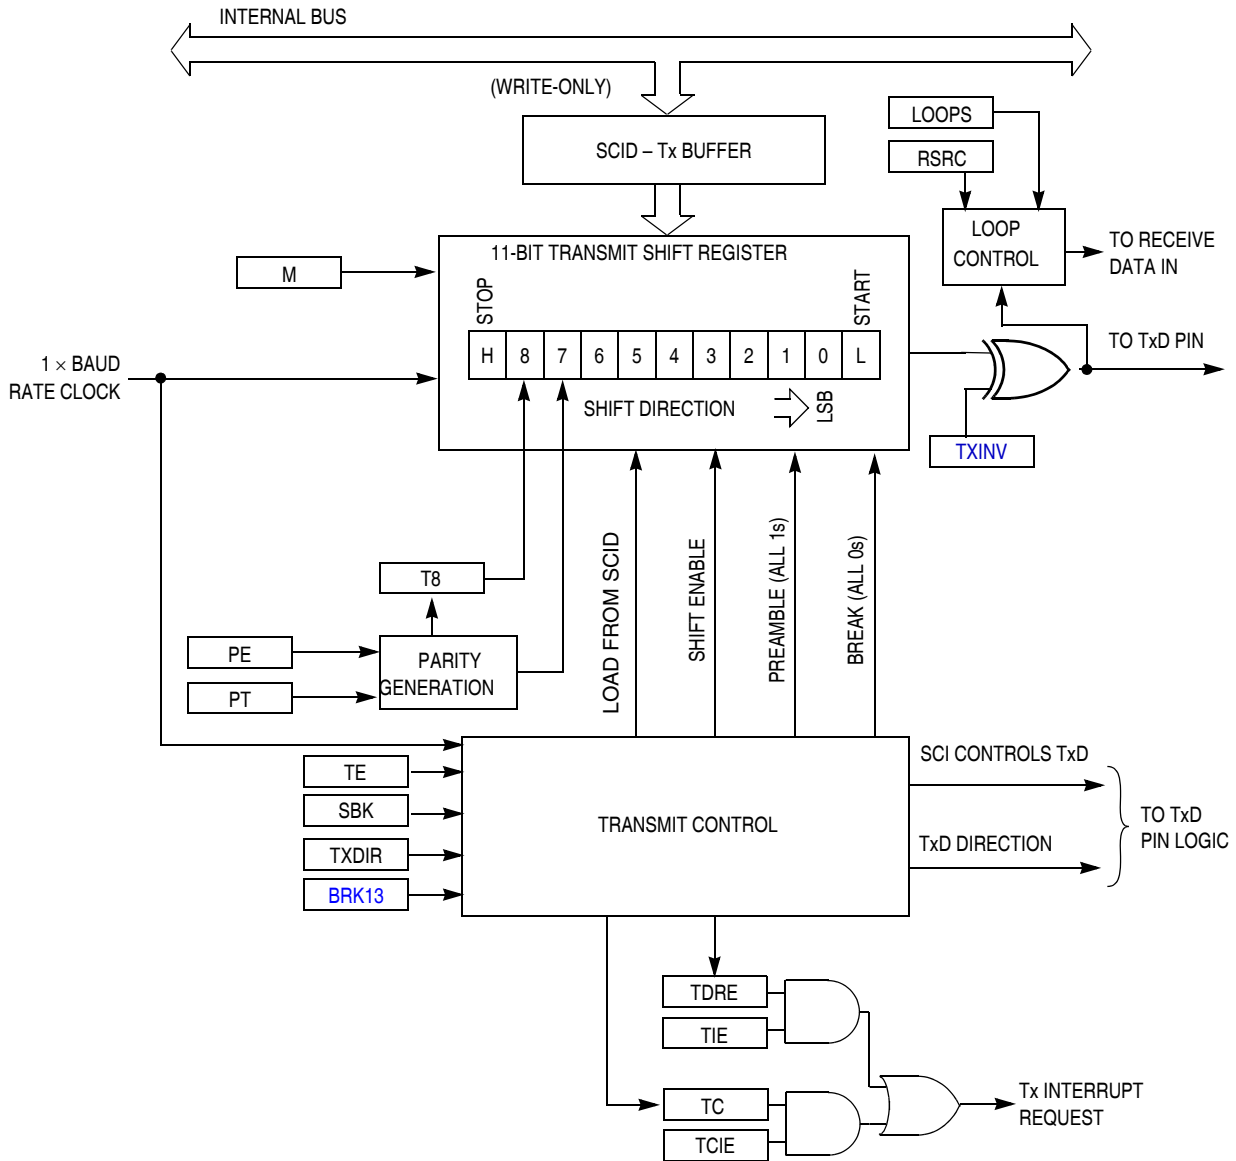 INTERNAL BUS
(WRITE-ONLY)
SCID – Tx BUFFER
LOOPS
RSRC
LOOP
CONTROL
TO RECEIVE
DATA IN
11-BIT TRANSMIT SHIFT REGISTER
M
STOP
START
H 8 7 6 5 4 3 2 1 0 L
1 × BAUD
RATE CLOCK
TO TxD PIN
SHIFT DIRECTION
LSB
TXINV
LOAD FROM SCID
SHIFT ENABLE
PREAMBLE (ALL 1s)
BREAK (ALL 0s)
T8
PE
PT
PARITY
GENERATION
TE
SBK
TXDIR
BRK13
TRANSMIT CONTROL
SCI CONTROLS TxD
TxD DIRECTION
TO TxD
PIN LOGIC
TDRE
TIE
TC
TCIE
Tx INTERRUPT
REQUEST